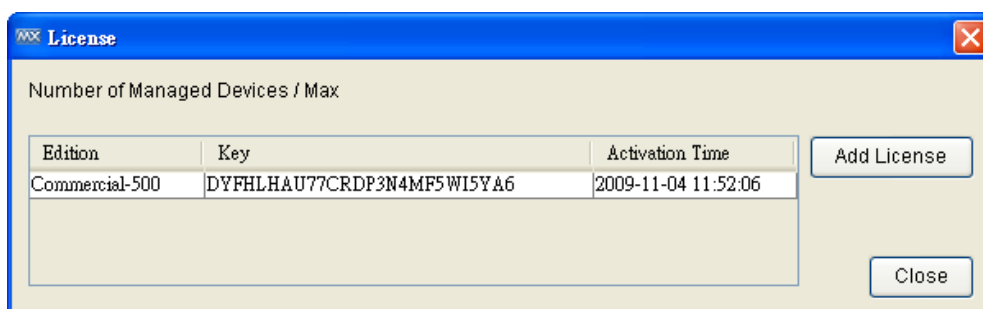 MX License
Number of Managed Devices / Max
Edition Key Activation Time
Add License
Commercial-500 DYFHLHAU77CRDP3N4MF5WI5YA6 2009-11-04 11:52:06
Close